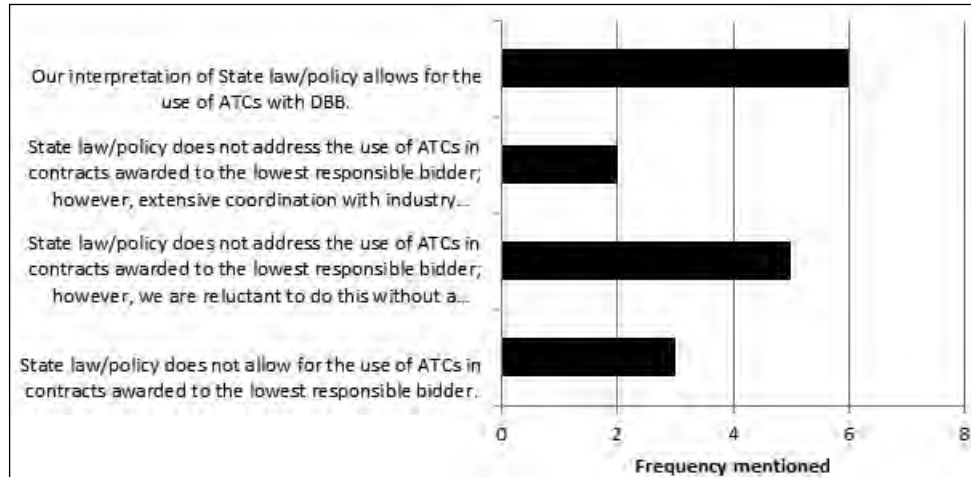 Our interpretation of State law/policy allows for the
use of ATCs with DBB.
State law/policy does not address the use of ATCs in
contracts awarded to the lowest responsible bidder;
however, extensive coordination with industry...
State law/policy does not address the use of ATCs in
contracts awarded to the lowest responsible bidder;
however, we are reluctant to do this without a...
State law/policy does not allow for the use of ATCs in
contracts awarded to the lowest responsible bidder.
0 2 4 6 8
Frequency mentioned